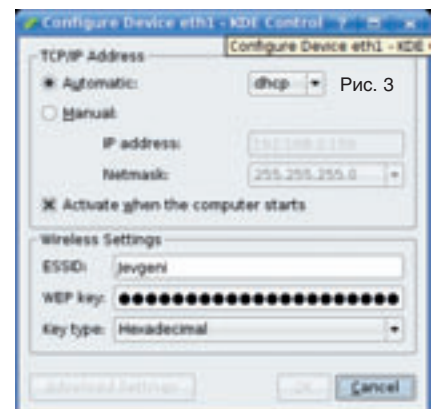 Configure Device eth1 - KDE Control
Configure Device eth1 - KDE
TCP/IP Address
Automatic:
dhcp
Рис. 3
Manual:
IP address:
Netmask:
255.255.255.0
Activate when the computer starts
Wireless Settings
ESSID:
Jevgeni
WEP key:
●●●●●●●●●●●●●●●●●●●●●●
Key type:
Hexadecimal
Advanced Settings
OK
Cancel